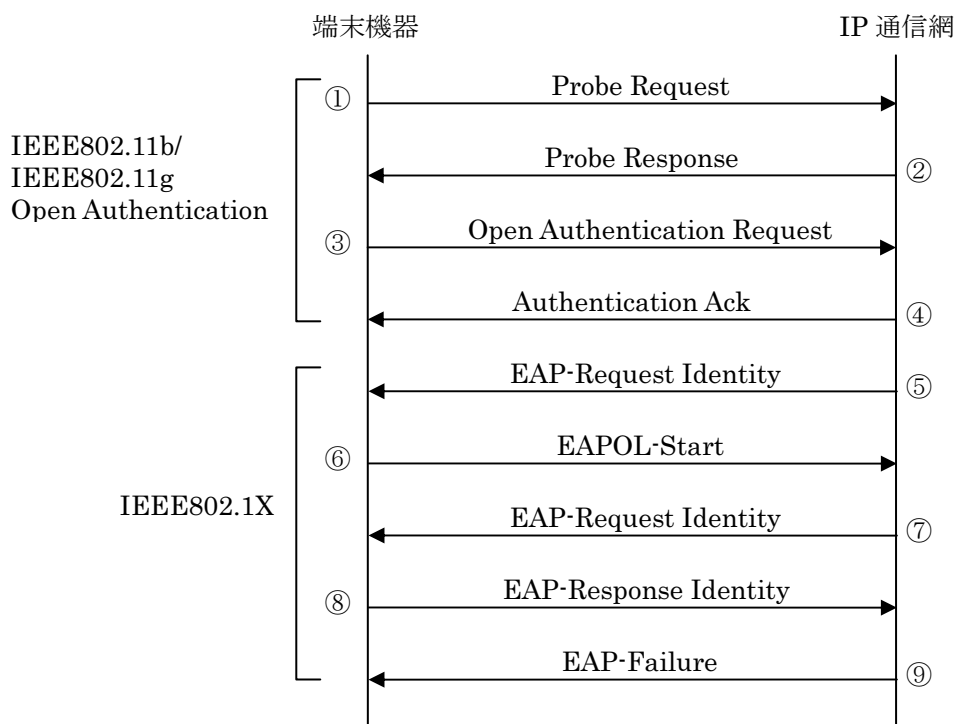 端末機器
IP 通信網
① Probe Request
Probe Response ②
IEEE802.11b/
IEEE802.11g
Open Authentication
③ Open Authentication Request
Authentication Ack ④
EAP-Request Identity ⑤
⑥ EAPOL-Start
IEEE802.1X
EAP-Request Identity ⑦
⑧ EAP-Response Identity
EAP-Failure ⑨